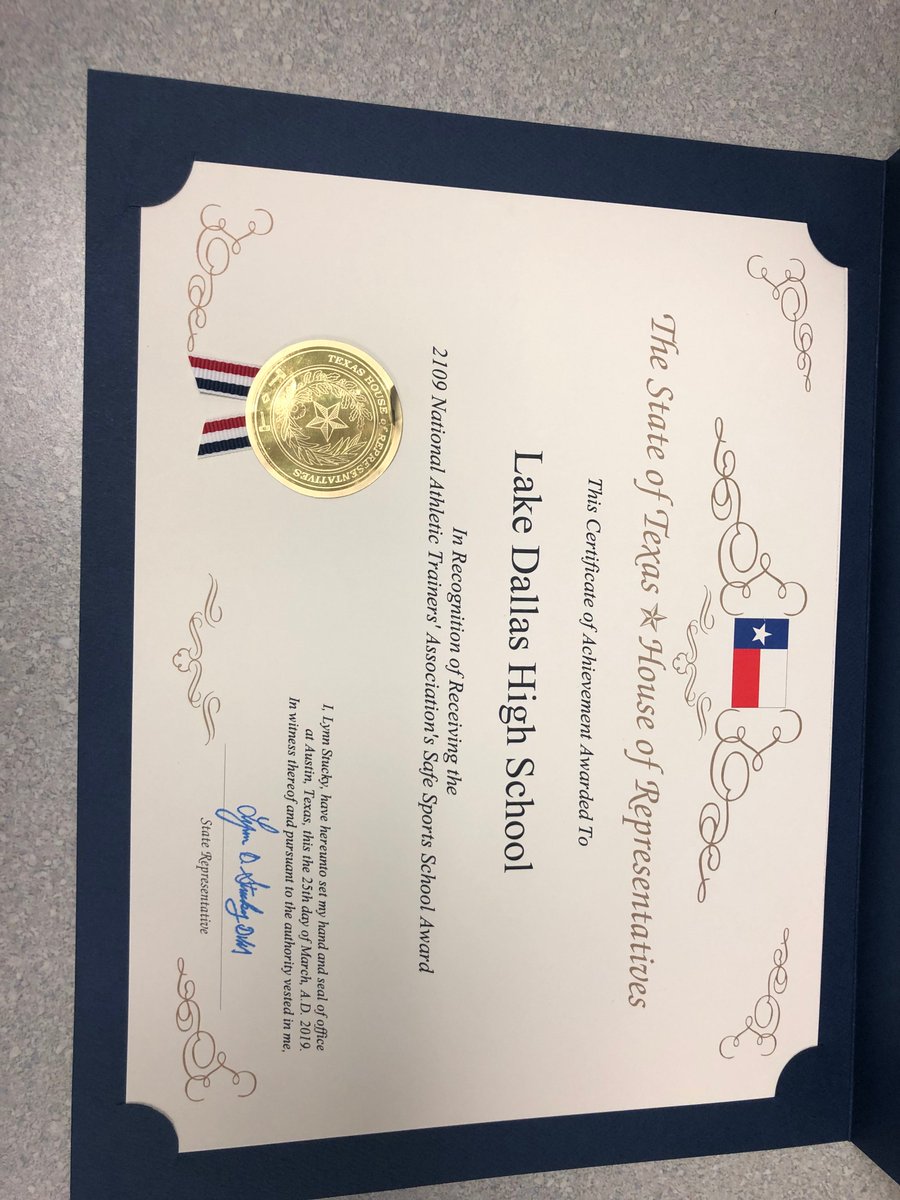 The State of Texas ★ House of Representatives
This Certificate of Achievement Awarded To
Lake Dallas High School
In Recognition of Receiving the
2109 National Athletic Trainers' Association's Safe Sports School Award
TEXAS HOUSE of REPRESENTATIVES
I, Lynn Stucky, have hereunto set my hand and seal of office
at Austin, Texas, this the 25th day of March, A.D. 2019.
In witness thereof and pursuant to the authority vested in me,
Lynn D. Stucky DVM
State Representative